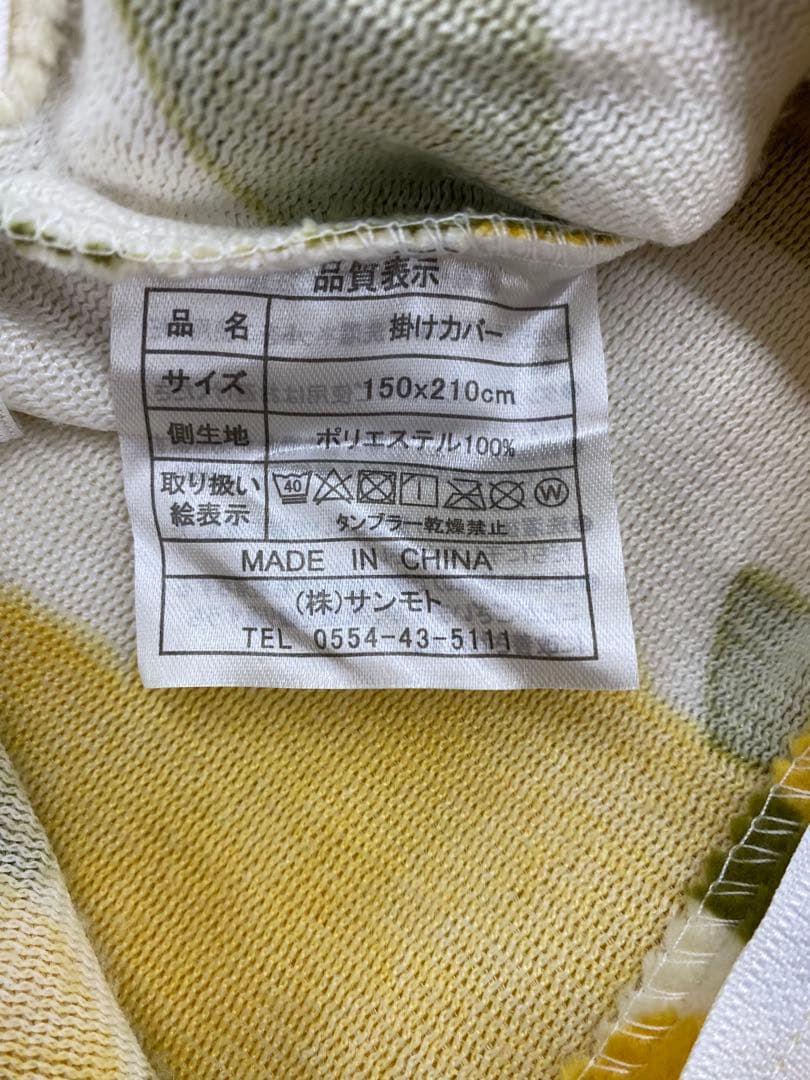 品質表示
品 名 掛けカバー
サイズ 150×210cm
側生地 ポリエステル100%
取り扱い
絵表示
40 W
タンブラー乾燥禁止
MADE IN CHINA
(株)サンモト
TEL 0554-43-5111